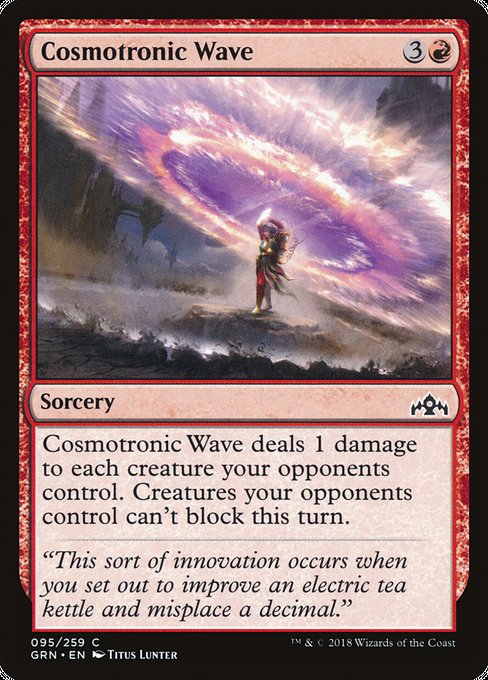 Cosmotronic Wave 3
Sorcery
Cosmotronic Wave deals 1 damage
to each creature your opponents
control. Creatures your opponents
control can't block this turn.
“This sort of innovation occurs when
you set out to improve an electric tea
kettle and misplace a decimal.”
095/259 C
GRN • EN Titus Lunter
™ & © 2018 Wizards of the Coast